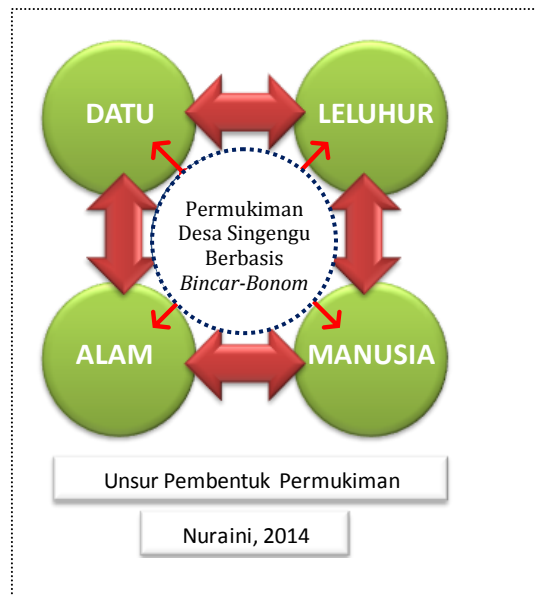 DATU
LELUHUR
Permukiman
Desa Singengu
Berbasis
Bincar-Bonom
ALAM
MANUSIA
Unsur Pembentuk Permukiman
Nuraini, 2014